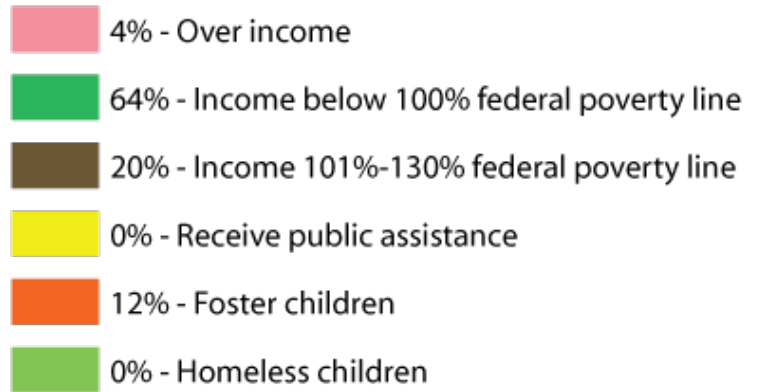 4% - Over income
64% - Income below 100% federal poverty line
20% - Income 101%-130% federal poverty line
0% - Receive public assistance
12% - Foster children
0% - Homeless children